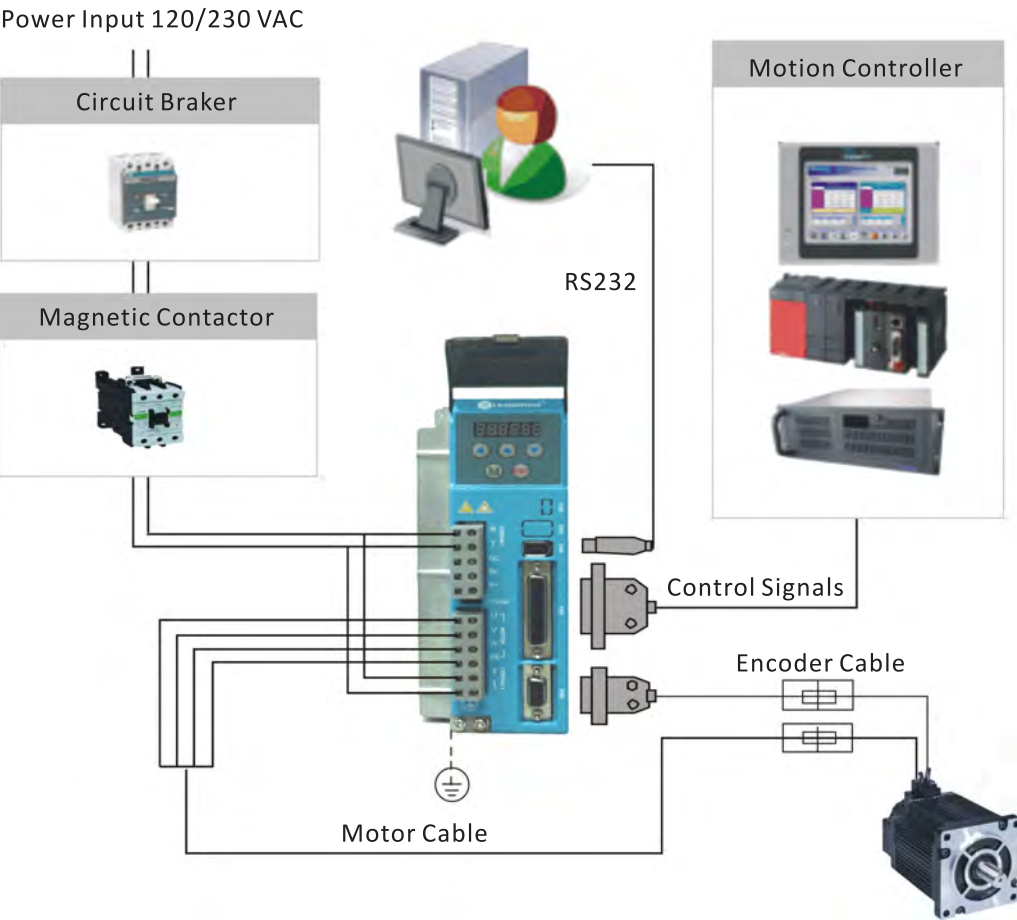 Power Input 120/230 VAC
Circuit Braker
Motion Controller
RS232
Magnetic Contactor
Control Signals
Encoder Cable
Motor Cable